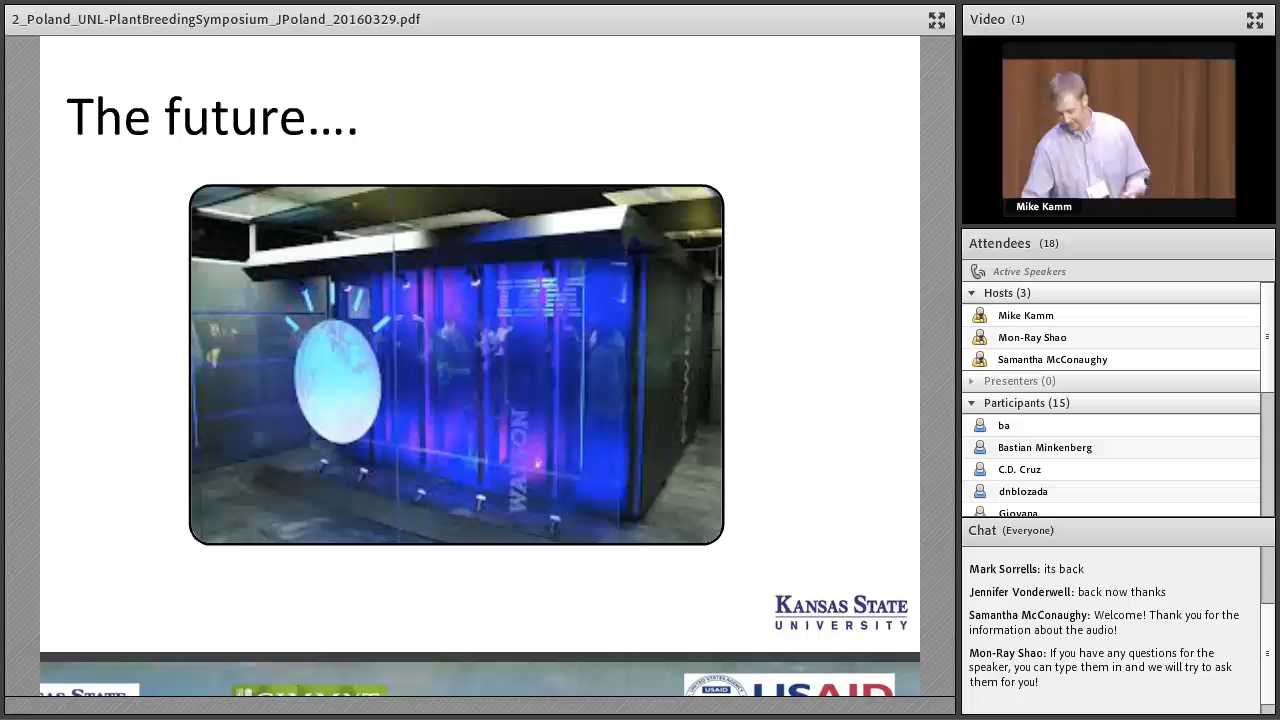 2_Poland_UNL-PlantBreedingSymposium_JPoland_20160329.pdf
The future....
WATSON
KANSAS STATE
UNIVERSITY
USAID
USAID
Video (1)
Mike Kamm
Attendees (18)
Active Speakers
Hosts (3)
Mike Kamm
Mon-Ray Shao
Samantha McConaughy
Presenters (0)
Participants (15)
ba
Bastian Minkenberg
C.D. Cruz
dnblozada
Giovana
Chat (Everyone)
Mark Sorrells: its back
Jennifer Vonderwell: back now thanks
Samantha McConaughy: Welcome! Thank you for the
information about the audio!
Mon-Ray Shao: If you have any questions for the
speaker, you can type them in and we will try to ask
them for you!